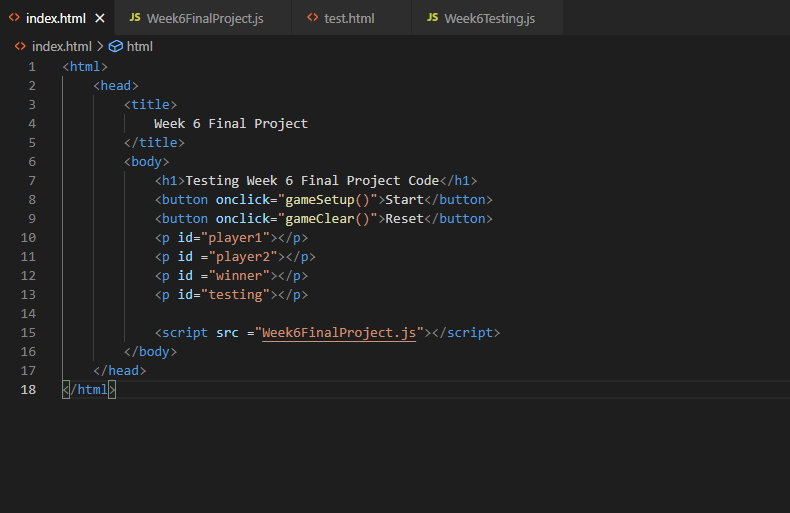 index.html Week6FinalProject.js test.html Week6Testing.js
index.html > html
1 <html>
2 <head>
3 <title>
4 Week 6 Final Project
5 </title>
6 <body>
7 <h1>Testing Week 6 Final Project Code</h1>
8 <button onclick="gameSetup()">Start</button>
9 <button onclick="gameClear()">Reset</button>
10 <p id="player1"></p>
11 <p id ="player2"></p>
12 <p id ="winner"></p>
13 <p id="testing"></p>
14
15 <script src ="Week6FinalProject.js"></script>
16 </body>
17 </head>
18 </html>